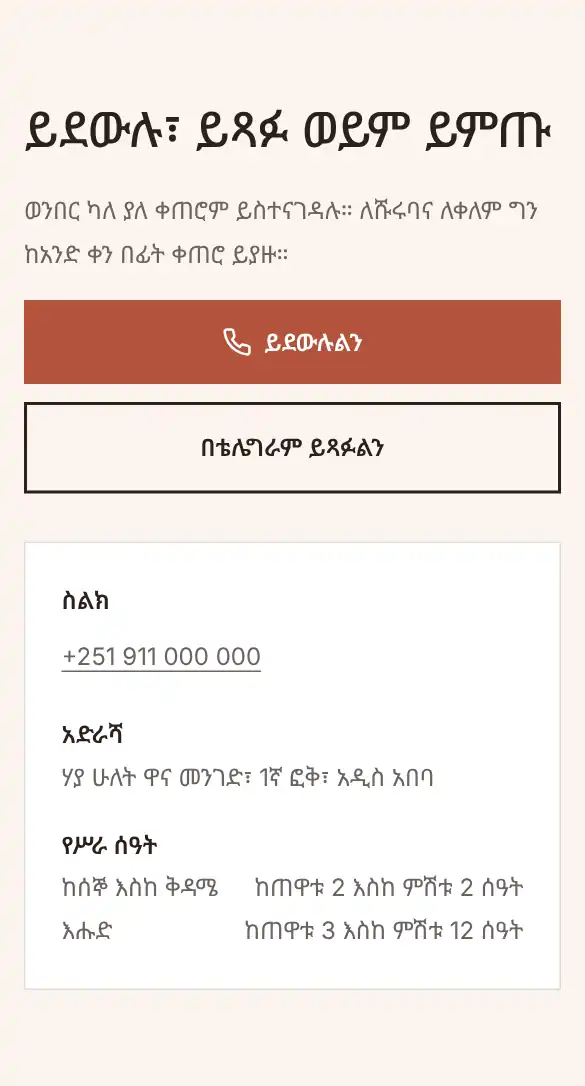 ይደውሉ፣ ይጻፉ ወይም ይምጡ
ወንበር ካለ ያለ ቀጠሮም ይስተናገዳሉ። ለሹሩባና ለቀለም ግን
ከአንድ ቀን በፊት ቀጠሮ ይያዙ።
ይደውሉልን
በቴሌግራም ይጻፉልን
ስልክ
+251 911 000 000
አድራሻ
ሃያ ሁለት ዋና መንገድ፣ 1ኛ ፎቅ፣ አዲስ አበባ
የሥራ ሰዓት
ከሰኞ እስከ ቅዳሜ ከጠዋቱ 2 እስከ ምሽቱ 2 ሰዓት
እሑድ ከጠዋቱ 3 እስከ ምሽቱ 12 ሰዓት